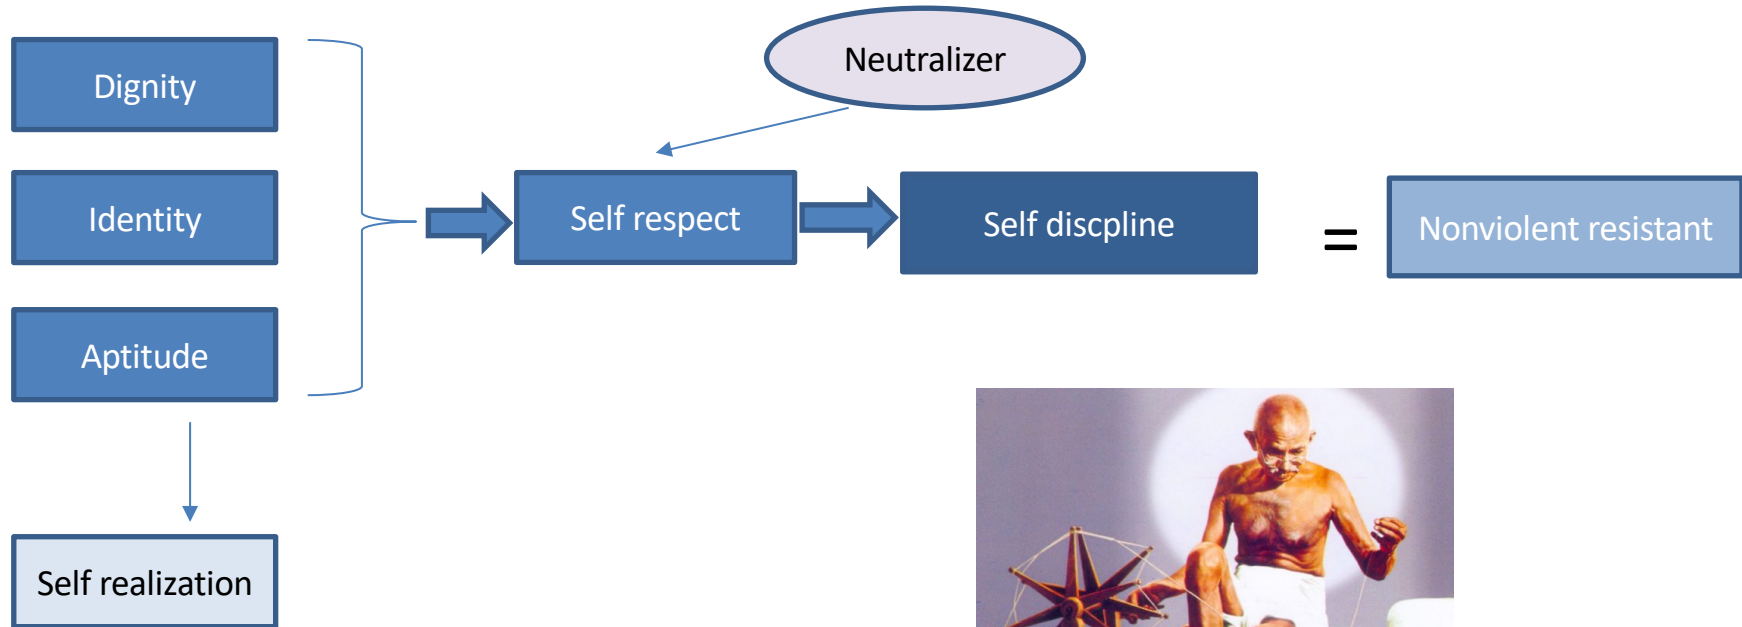 Neutralizer
Dignity
Identity
Aptitude
Self respect
Self discpline
=
Nonviolent resistant
Self realization